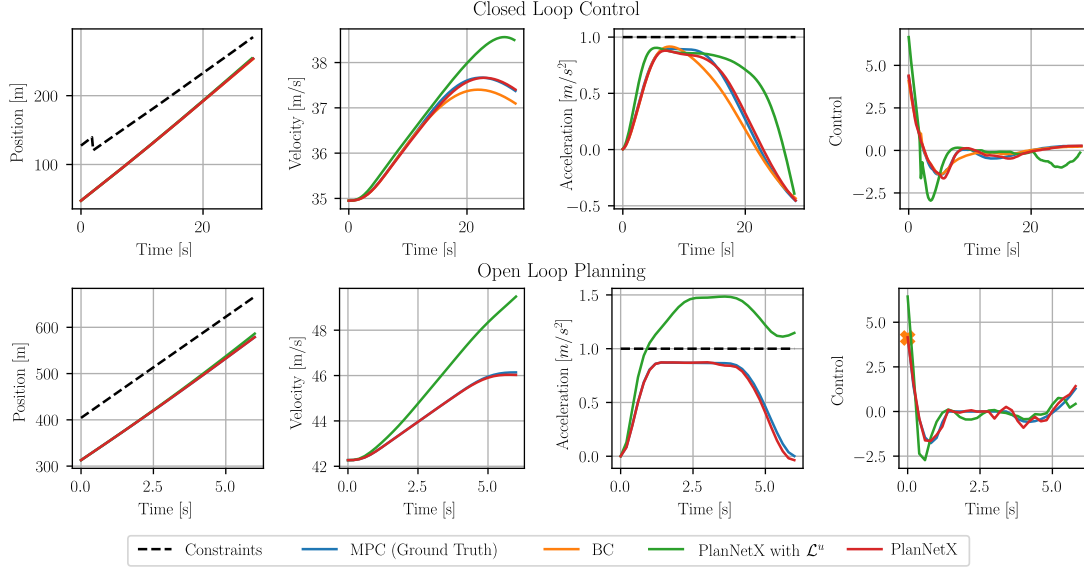 Closed Loop Control
Position [m]
200
100
0
20
Time [s]
Velocity [m/s]
38
37
36
35
0
20
Time [s]
Acceleration [m/s²]
1.0
0.5
0.0
−0.5
0
20
Time [s]
Control
5.0
2.5
0.0
−2.5
0
20
Time [s]
Open Loop Planning
Position [m]
600
500
400
300
0.0
2.5
5.0
Time [s]
Velocity [m/s]
48
46
44
42
0.0
2.5
5.0
Time [s]
Acceleration [m/s²]
1.5
1.0
0.5
0.0
0.0
2.5
5.0
Time [s]
Control
5.0
2.5
0.0
−2.5
0.0
2.5
5.0
Time [s]
Constraints MPC (Ground Truth) BC PlanNetX with 𝓛ᵘ PlanNetX